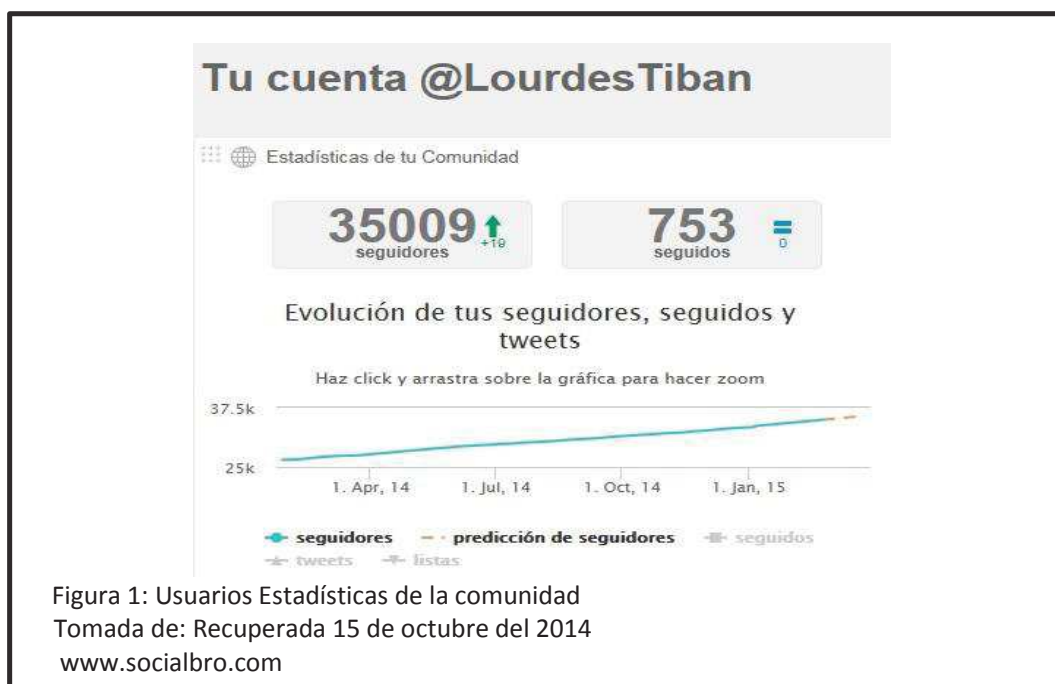 Tu cuenta @LourdesTiban
Estadísticas de tu Comunidad
35009 +19
seguidores
753 0
seguidos
Evolución de tus seguidores, seguidos y
tweets
Haz click y arrastra sobre la gráfica para hacer zoom
37.5k
25k
1. Apr, 14 1. Jul, 14 1. Oct, 14 1. Jan, 15
seguidores predicción de seguidores seguidos
tweets listas
Figura 1: Usuarios Estadísticas de la comunidad
Tomada de: Recuperada 15 de octubre del 2014
www.socialbro.com